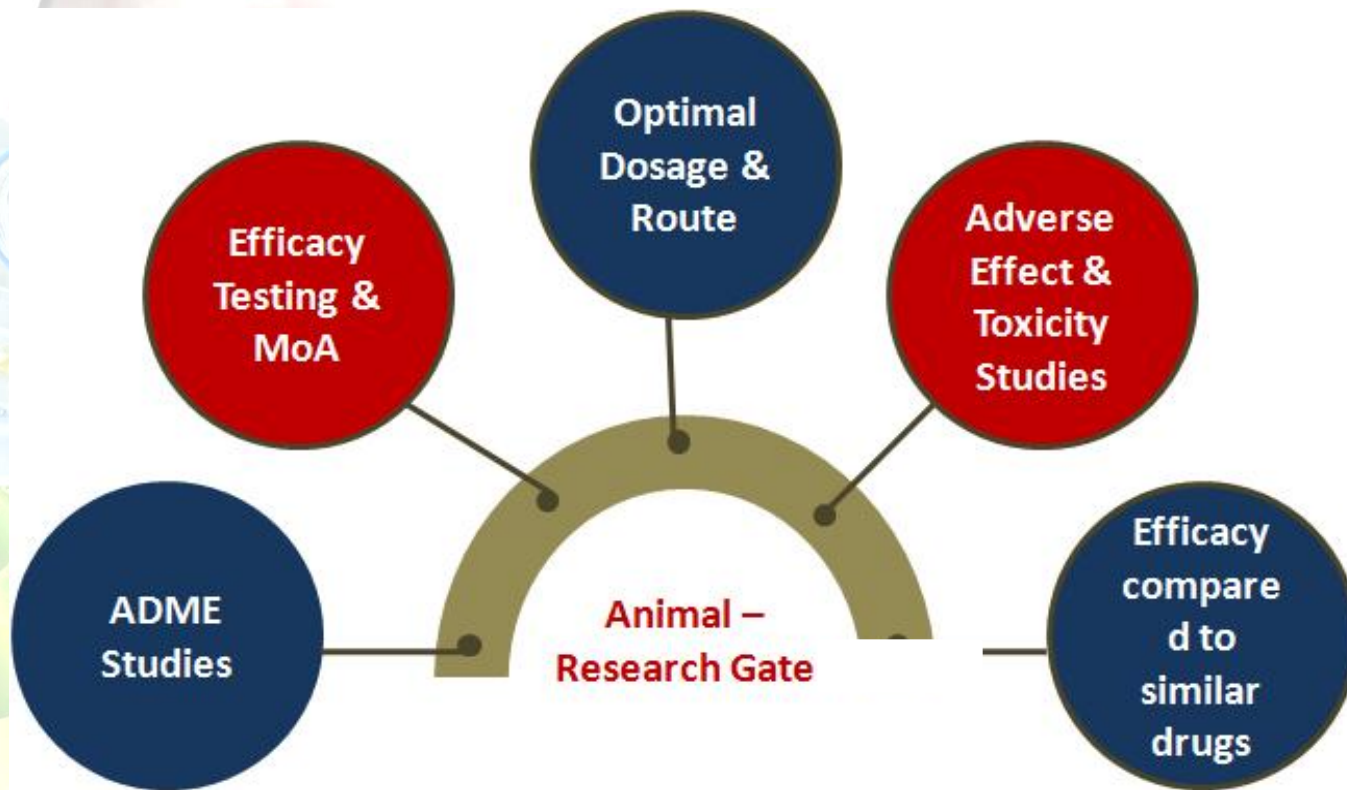 Optimal
Dosage &
Route
Efficacy
Testing &
MoA
Adverse
Effect &
Toxicity
Studies
ADME
Studies
Animal –
Research Gate
Efficacy
compare
d to
similar
drugs